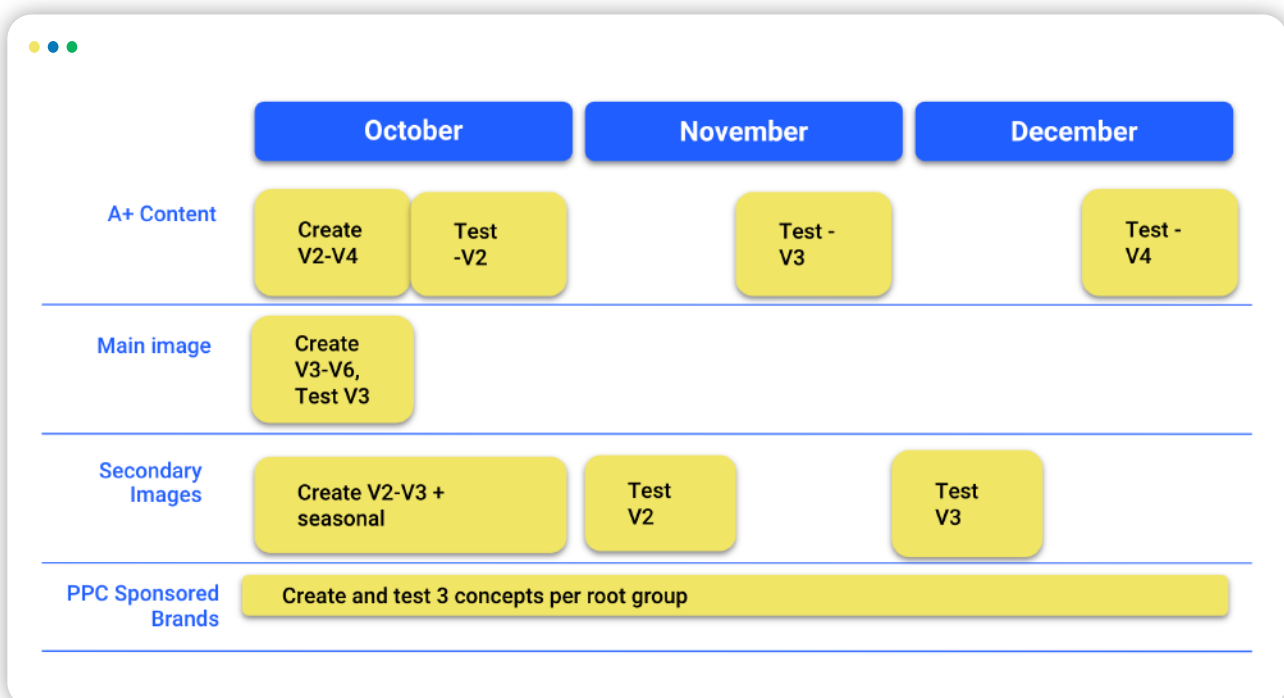 October
November
December
A+ Content
Create
V2-V4
Test
-V2
Test -
V3
Test -
V4
Main image
Create
V3-V6,
Test V3
Secondary
Images
Create V2-V3 +
seasonal
Test
V2
Test
V3
PPC Sponsored
Brands
Create and test 3 concepts per root group